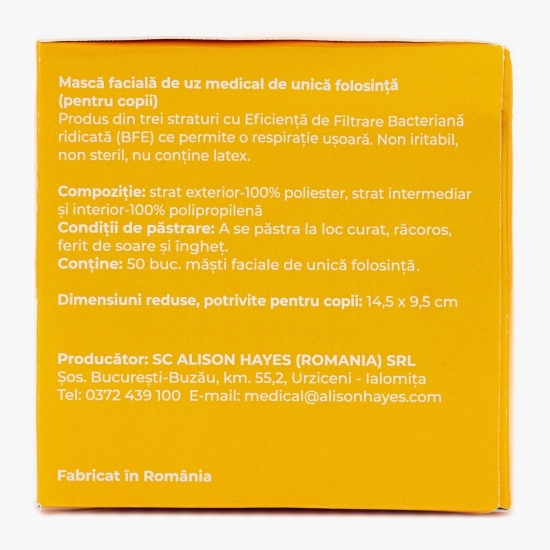 Mască facială de uz medical de unică folosință
(pentru copii)
Produs din trei straturi cu Eficiență de Filtrare Bacteriană
ridicată (BFE) ce permite o respirație ușoară. Non iritabil,
non steril, nu conține latex.
Compoziție: strat exterior-100% poliester, strat intermediar
și interior-100% polipropilenă
Condiții de păstrare: A se păstra la loc curat, răcoros,
ferit de soare și îngheț.
Conține: 50 buc. măști faciale de unică folosință.
Dimensiuni reduse, potrivite pentru copii: 14,5 x 9,5 cm
Producător: SC ALISON HAYES (ROMANIA) SRL
Șos. București-Buzău, km. 55,2, Urziceni - Ialomița
Tel: 0372 439 100 E-mail: medical@alisonhayes.com
Fabricat în România